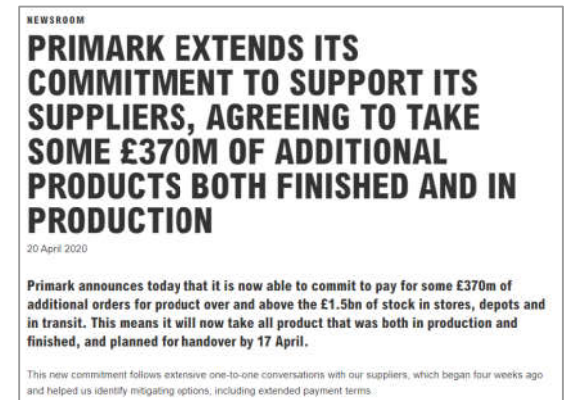 NEWSROOM
PRIMARK EXTENDS ITS
COMMITMENT TO SUPPORT ITS
SUPPLIERS, AGREEING TO TAKE
SOME £370M OF ADDITIONAL
PRODUCTS BOTH FINISHED AND IN
PRODUCTION
20 April 2020
Primark announces today that it is now able to commit to pay for some £370m of
additional orders for product over and above the £1.5bn of stock in stores, depots and
in transit. This means it will now take all product that was both in production and
finished, and planned for handover by 17 April.
This new commitment follows extensive one-to-one conversations with our suppliers, which began four weeks ago
and helped us identify mitigating options, including extended payment terms